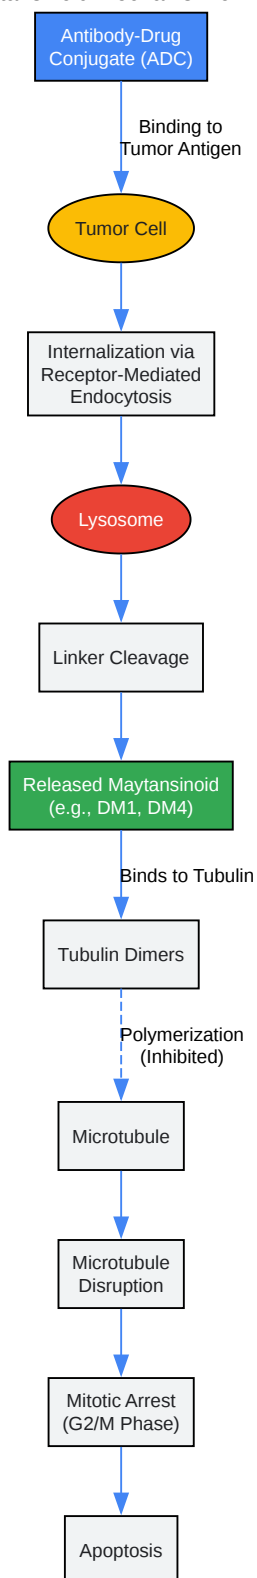 Antibody-Drug
Conjugate (ADC)
Binding to
Tumor Antigen
Tumor Cell
Internalization via
Receptor-Mediated
Endocytosis
Lysosome
Linker Cleavage
Released Maytansinoid
(e.g., DM1, DM4)
Binds to Tubulin
Tubulin Dimers
Polymerization
(Inhibited)
Microtubule
Microtubule
Disruption
Mitotic Arrest
(G2/M Phase)
Apoptosis